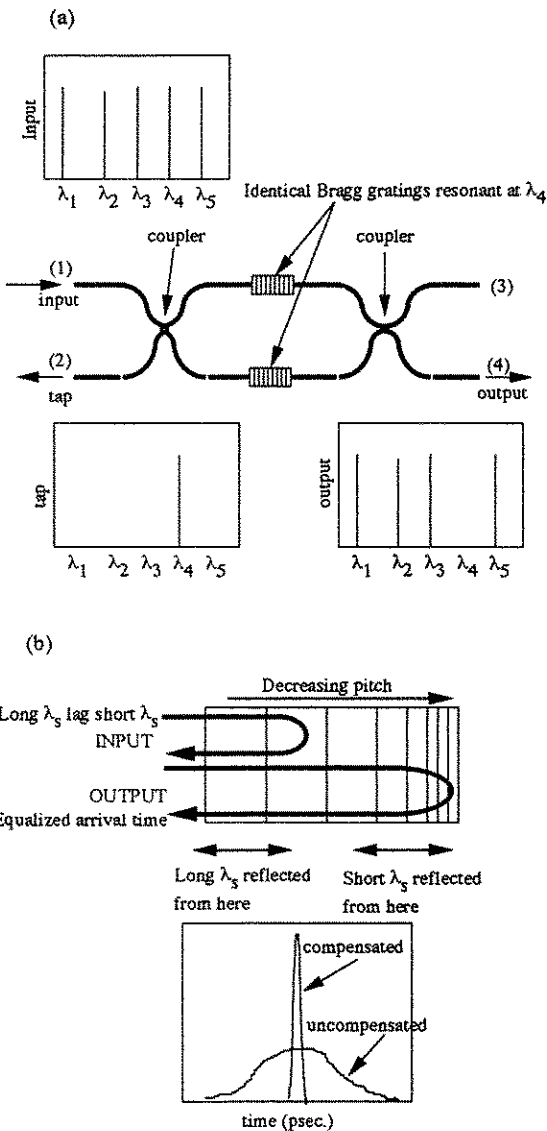 (a)
Input
λ1 λ2 λ3 λ4 λ5
Identical Bragg gratings resonant at λ4
coupler
coupler
(1)
input
(3)
(2)
tap
(4)
output
tap
λ1 λ2 λ3 λ4 λ5
output
λ1 λ2 λ3 λ4 λ5
(b)
Decreasing pitch
Long λs lag short λs
INPUT
OUTPUT
Equalized arrival time
Long λs reflected
from here
Short λs reflected
from here
compensated
uncompensated
time (psec.)